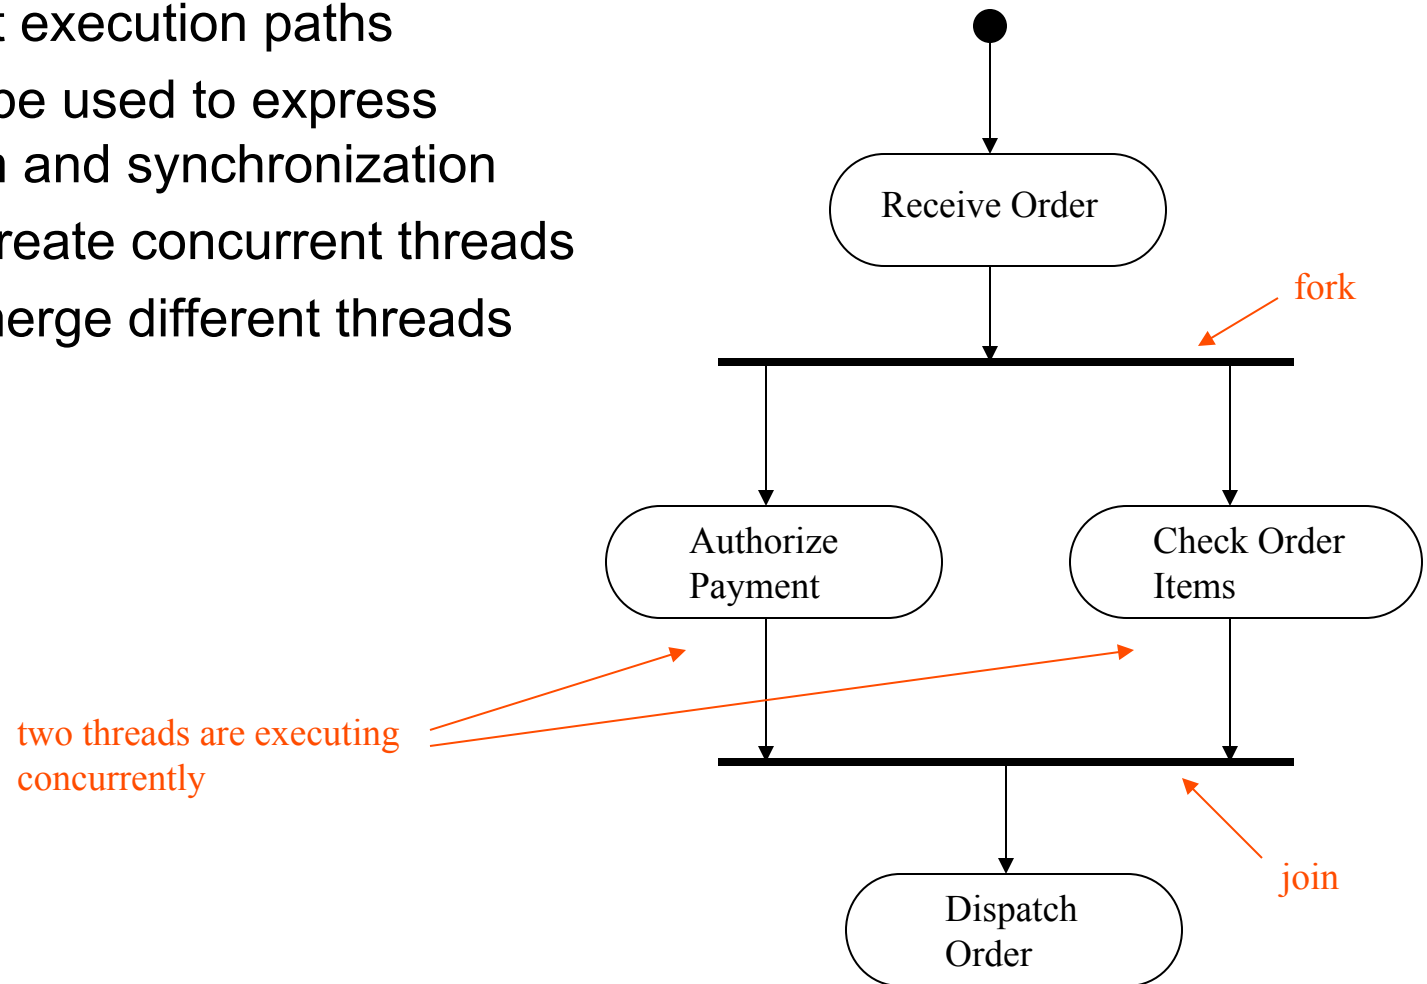 t execution paths
be used to express
and synchronization
reate concurrent threads
erge different threads
Receive Order
fork
Authorize
Payment
Check Order
Items
two threads are executing
concurrently
join
Dispatch
Order